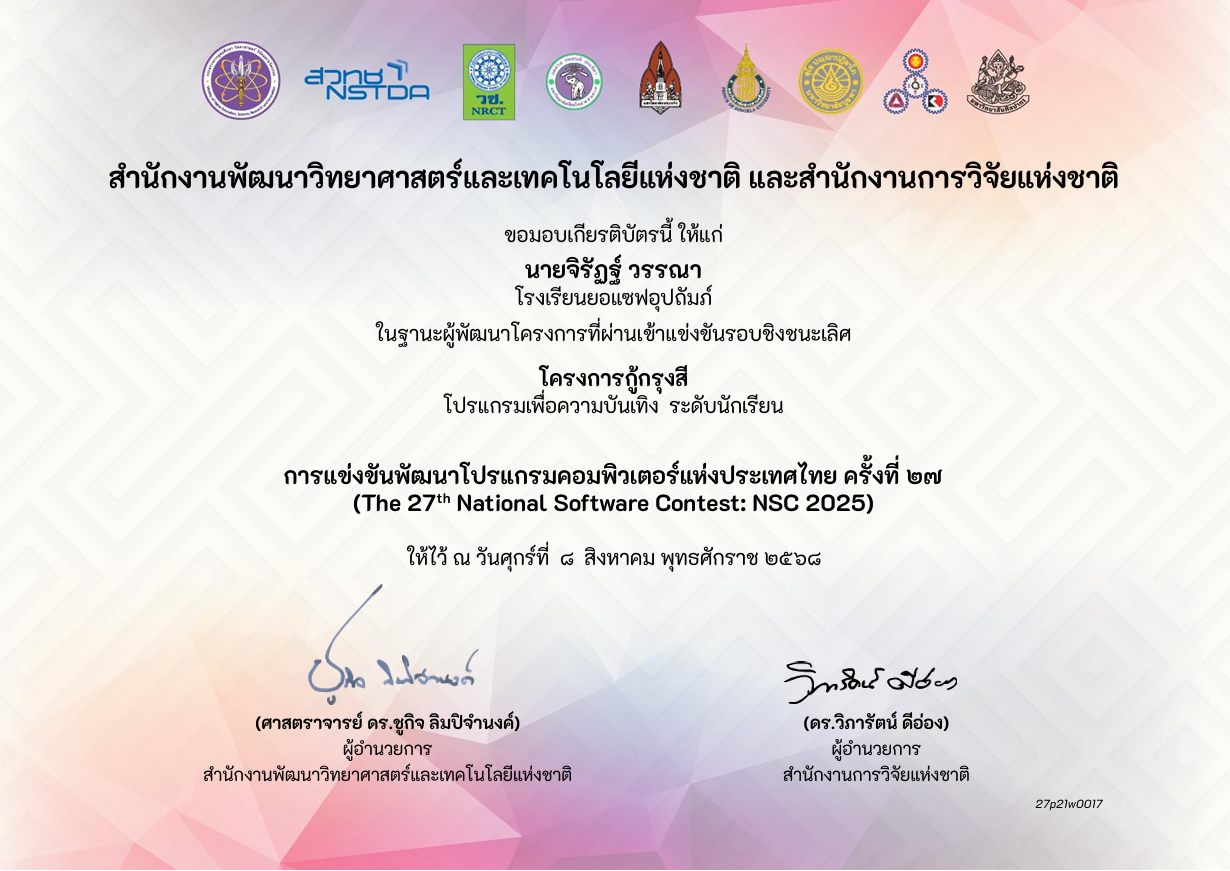 สวทช
NSTDA
วช.
NRCT
สำนักงานพัฒนาวิทยาศาสตร์และเทคโนโลยีแห่งชาติ และสำนักงานการวิจัยแห่งชาติ
ขอมอบเกียรติบัตรนี้ ให้แก่
นายจิรัฏฐ์ วรรณา
โรงเรียนยอแซฟอุปถัมภ์
ในฐานะผู้พัฒนาโครงการที่ผ่านเข้าแข่งขันรอบชิงชนะเลิศ
โครงการกู้กรุงสี
โปรแกรมเพื่อความบันเทิง ระดับนักเรียน
การแข่งขันพัฒนาโปรแกรมคอมพิวเตอร์แห่งประเทศไทย ครั้งที่ ๒๗
(The 27th National Software Contest: NSC 2025)
ให้ไว้ ณ วันศุกร์ที่ ๘ สิงหาคม พุทธศักราช ๒๕๖๘
(ศาสตราจารย์ ดร.ชูกิจ ลิมปิจำนงค์)
ผู้อำนวยการ
สำนักงานพัฒนาวิทยาศาสตร์และเทคโนโลยีแห่งชาติ
(ดร.วิภารัตน์ ดีอ่อง)
ผู้อำนวยการ
สำนักงานการวิจัยแห่งชาติ
27p21w0017